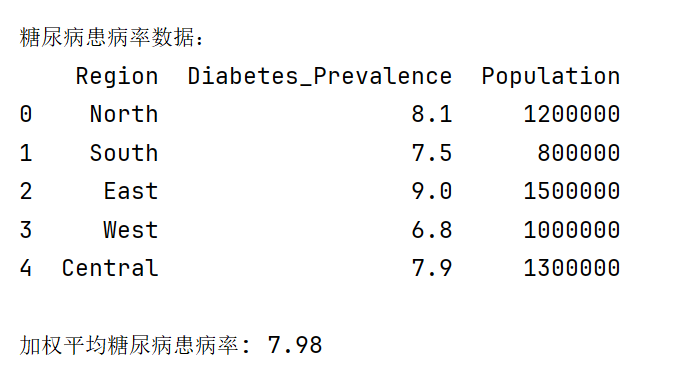 糖尿病患病率数据：
Region Diabetes_Prevalence Population
0 North 8.1 1200000
1 South 7.5 800000
2 East 9.0 1500000
3 West 6.8 1000000
4 Central 7.9 1300000
加权平均糖尿病患病率: 7.98